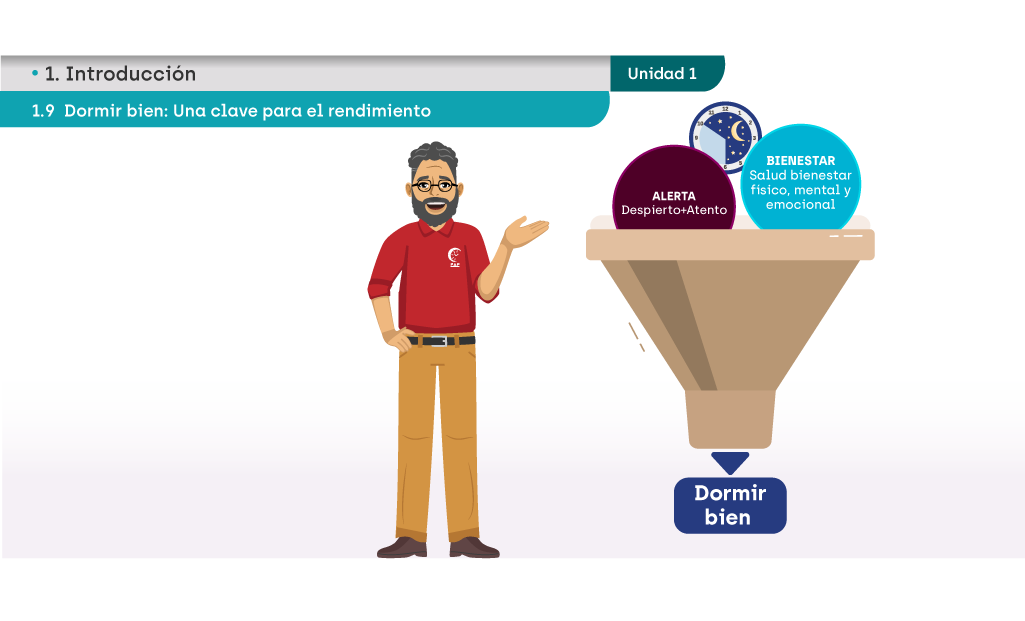 • 1. Introducción
Unidad 1
1.9 Dormir bien: Una clave para el rendimiento
BIENESTAR
Salud bienestar
físico, mental y
emocional
ALERTA
Despierto+Atento
Dormir
bien